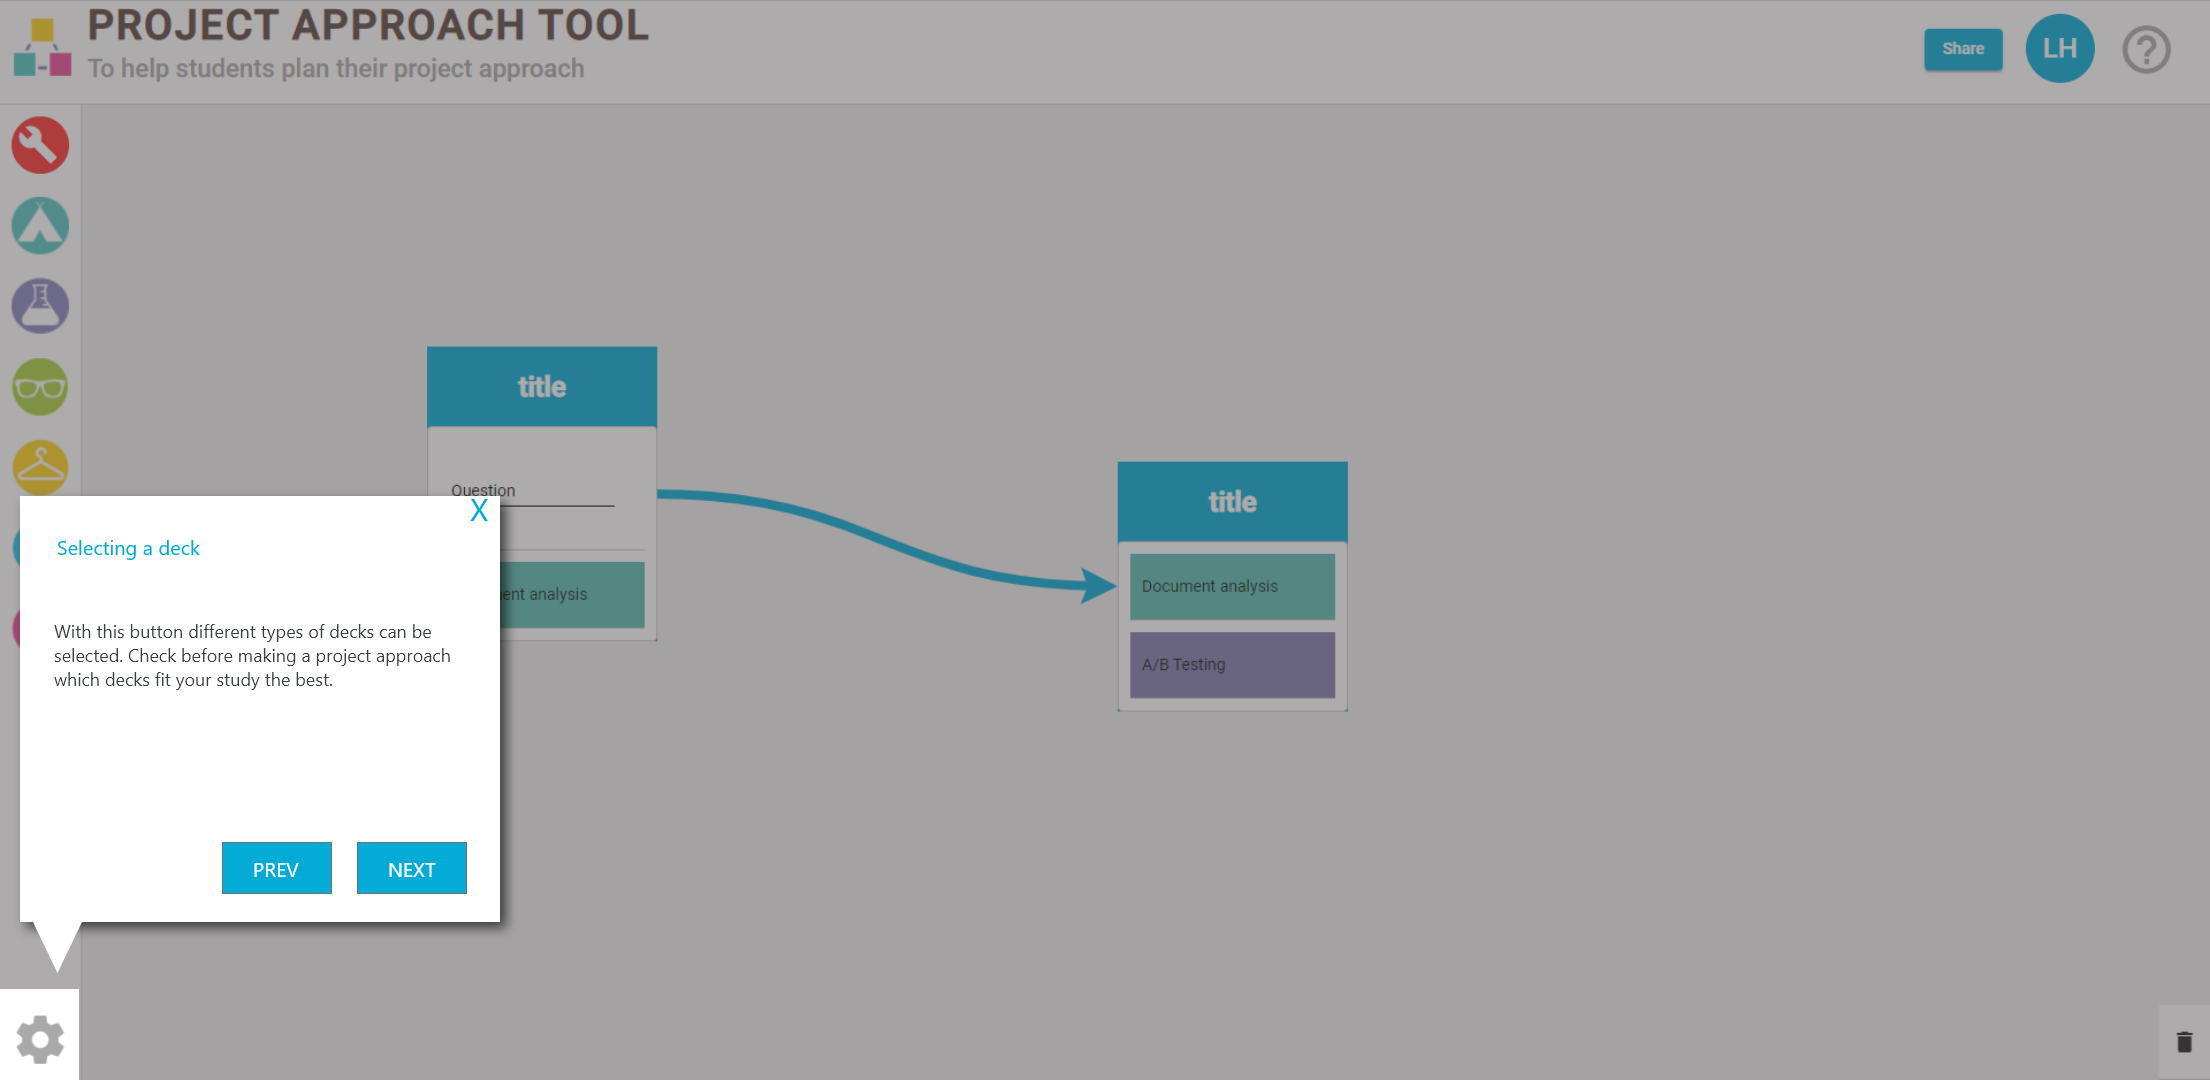 PROJECT APPROACH TOOL
To help students plan their project approach
Share
LH
?
title
Question
ent analysis
title
Document analysis
A/B Testing
X
Selecting a deck
With this button different types of decks can be
selected. Check before making a project approach
which decks fit your study the best.
PREV
NEXT